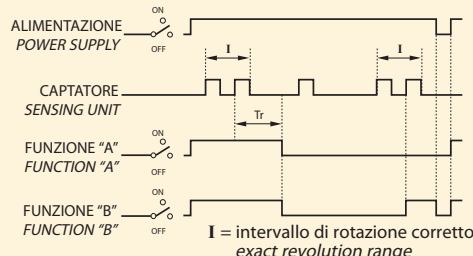 ON
ALIMENTAZIONE
POWER SUPPLY
OFF
I I
CAPTATORE
SENSING UNIT
Tr
ON
FUNZIONE “A”
FUNCTION “A”
OFF
ON
FUNZIONE “B”
FUNCTION “B”
OFF
I = intervallo di rotazione corretto
exact revolution range